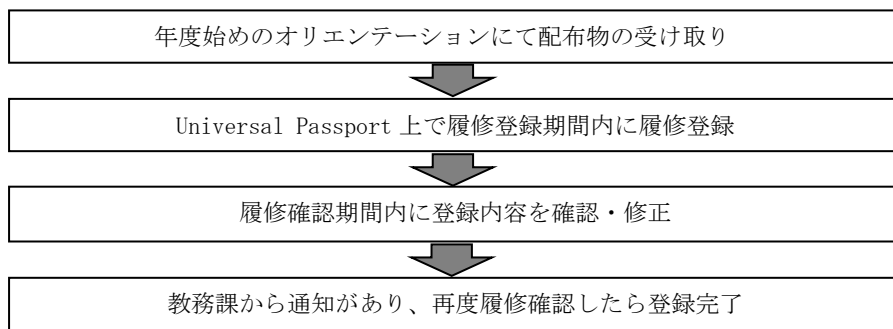 年度始めのオリエンテーションにて配布物の受け取り
Universal Passport 上で履修登録期間内に履修登録
履修確認期間内に登録内容を確認・修正
教務課から通知があり、再度履修確認したら登録完了